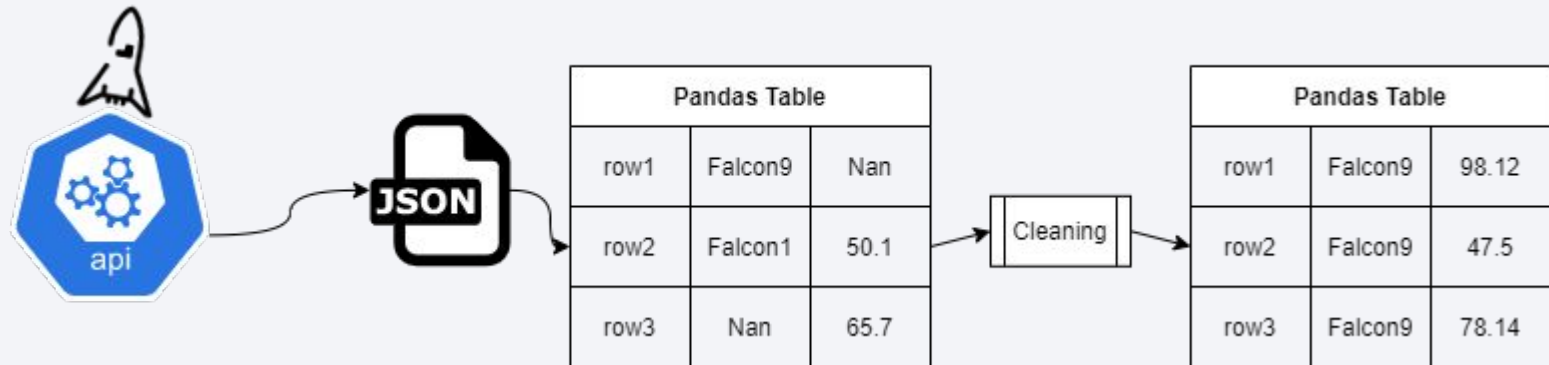 api
JSON
Pandas Table
row1 Falcon9 Nan
row2 Falcon1 50.1
row3 Nan 65.7
Cleaning
Pandas Table
row1 Falcon9 98.12
row2 Falcon9 47.5
row3 Falcon9 78.14